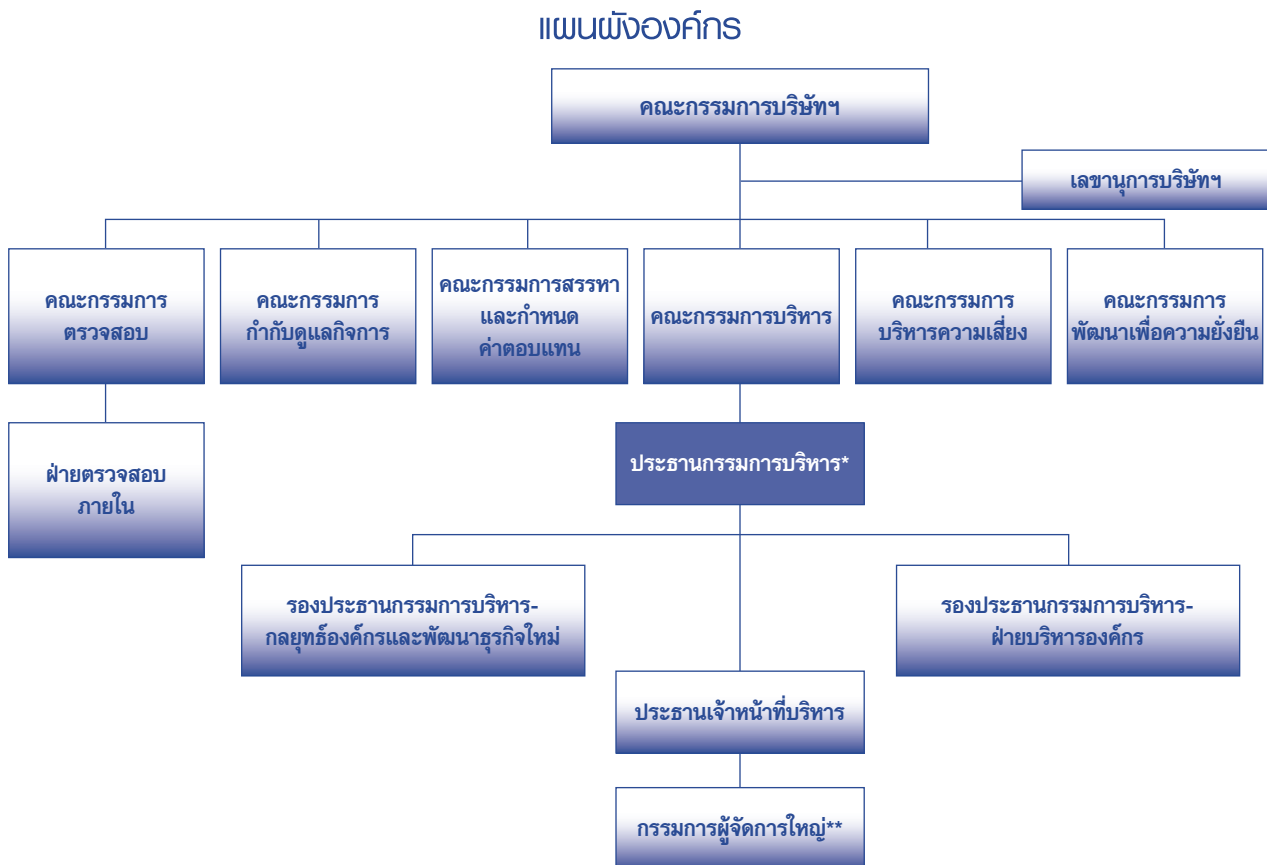 แผนผังองค์กร
คณะกรรมการบริษัทฯ
เลขานุการบริษัทฯ
คณะกรรมการ
ตรวจสอบ
คณะกรรมการ
กำกับดูแลกิจการ
คณะกรรมการสรรหา
และกำหนด
ค่าตอบแทน
คณะกรรมการบริหาร
คณะกรรมการ
บริหารความเสี่ยง
คณะกรรมการ
พัฒนาเพื่อความยั่งยืน
ฝ่ายตรวจสอบ
ภายใน
ประธานกรรมการบริหาร*
รองประธานกรรมการบริหาร-
กลยุทธ์องค์กรและพัฒนาธุรกิจใหม่
รองประธานกรรมการบริหาร-
ฝ่ายบริหารองค์กร
ประธานเจ้าหน้าที่บริหาร
กรรมการผู้จัดการใหญ่**